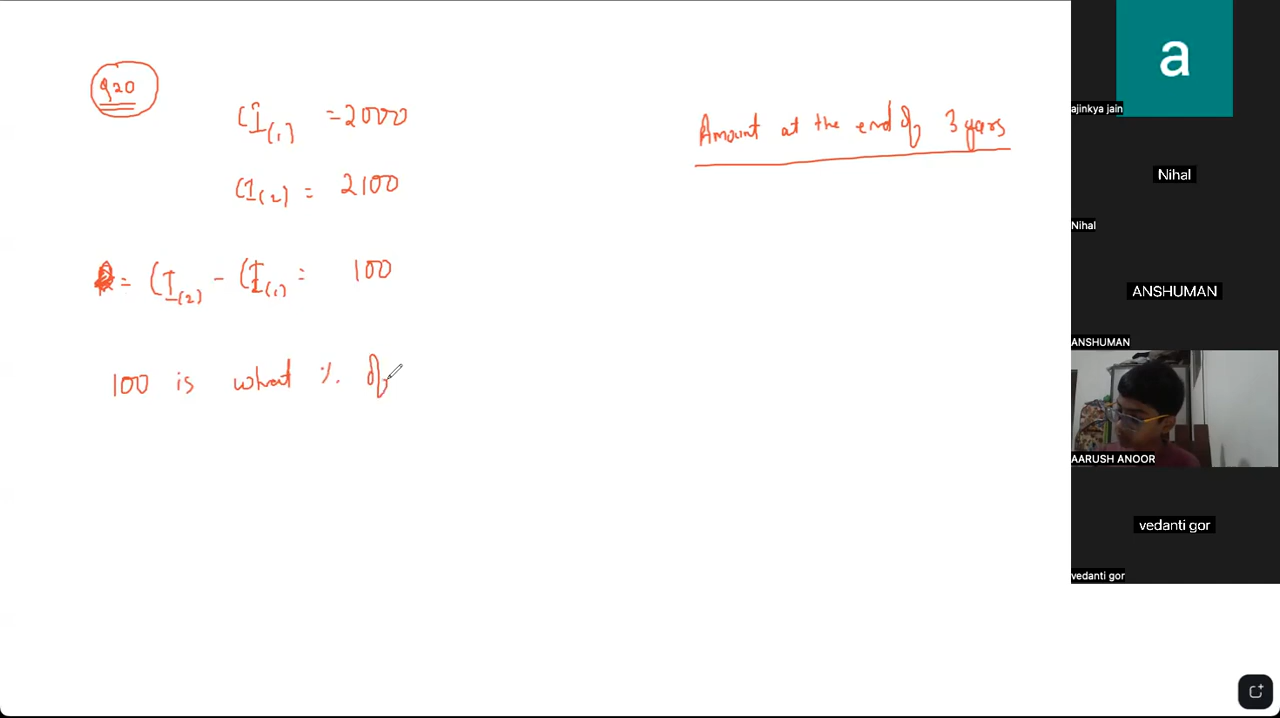 Q20
CI(1) = 2000
CI(2) = 2100
= CI(2) - CI(1) = 100
100 is what % of
Amount at the end of 3 years
a
ajinkya jain
Nihal
Nihal
ANSHUMAN
ANSHUMAN
AARUSH ANOOR
vedanti gor
vedanti gor